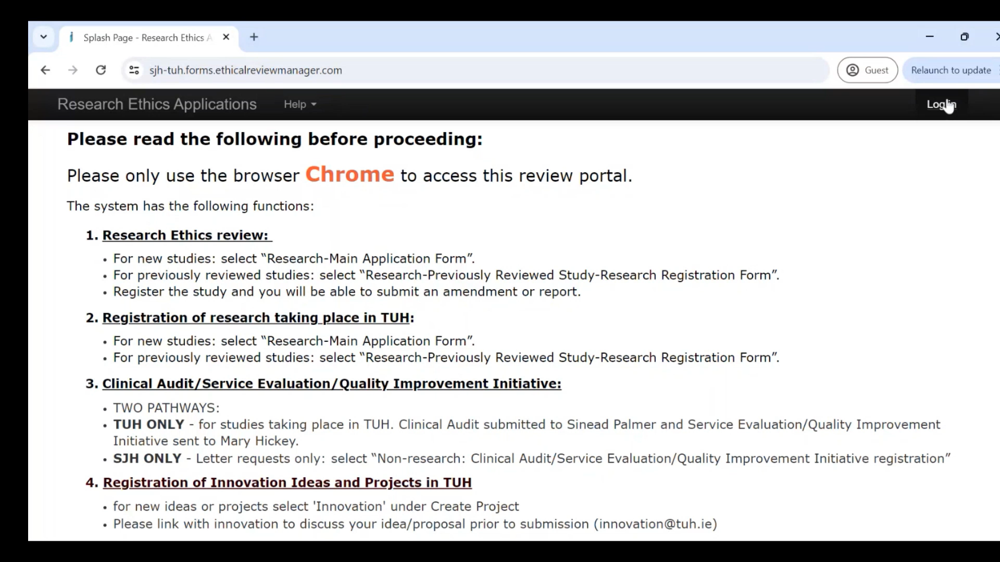 Splash Page - Research Ethics A
sjh-tuh.forms.ethicalreviewmanager.com
Guest
Relaunch to update
Research Ethics Applications
Help
Login
Please read the following before proceeding:
Please only use the browser Chrome to access this review portal.
The system has the following functions:
1. Research Ethics review:
• For new studies: select “Research-Main Application Form”.
• For previously reviewed studies: select “Research-Previously Reviewed Study-Research Registration Form”.
• Register the study and you will be able to submit an amendment or report.
2. Registration of research taking place in TUH:
• For new studies: select “Research-Main Application Form”.
• For previously reviewed studies: select “Research-Previously Reviewed Study-Research Registration Form”.
3. Clinical Audit/Service Evaluation/Quality Improvement Initiative:
• TWO PATHWAYS:
• TUH ONLY - for studies taking place in TUH. Clinical Audit submitted to Sinead Palmer and Service Evaluation/Quality Improvement
Initiative sent to Mary Hickey.
• SJH ONLY - Letter requests only: select “Non-research: Clinical Audit/Service Evaluation/Quality Improvement Initiative registration”
4. Registration of Innovation Ideas and Projects in TUH
• for new ideas or projects select 'Innovation' under Create Project
• Please link with innovation to discuss your idea/proposal prior to submission (innovation@tuh.ie)